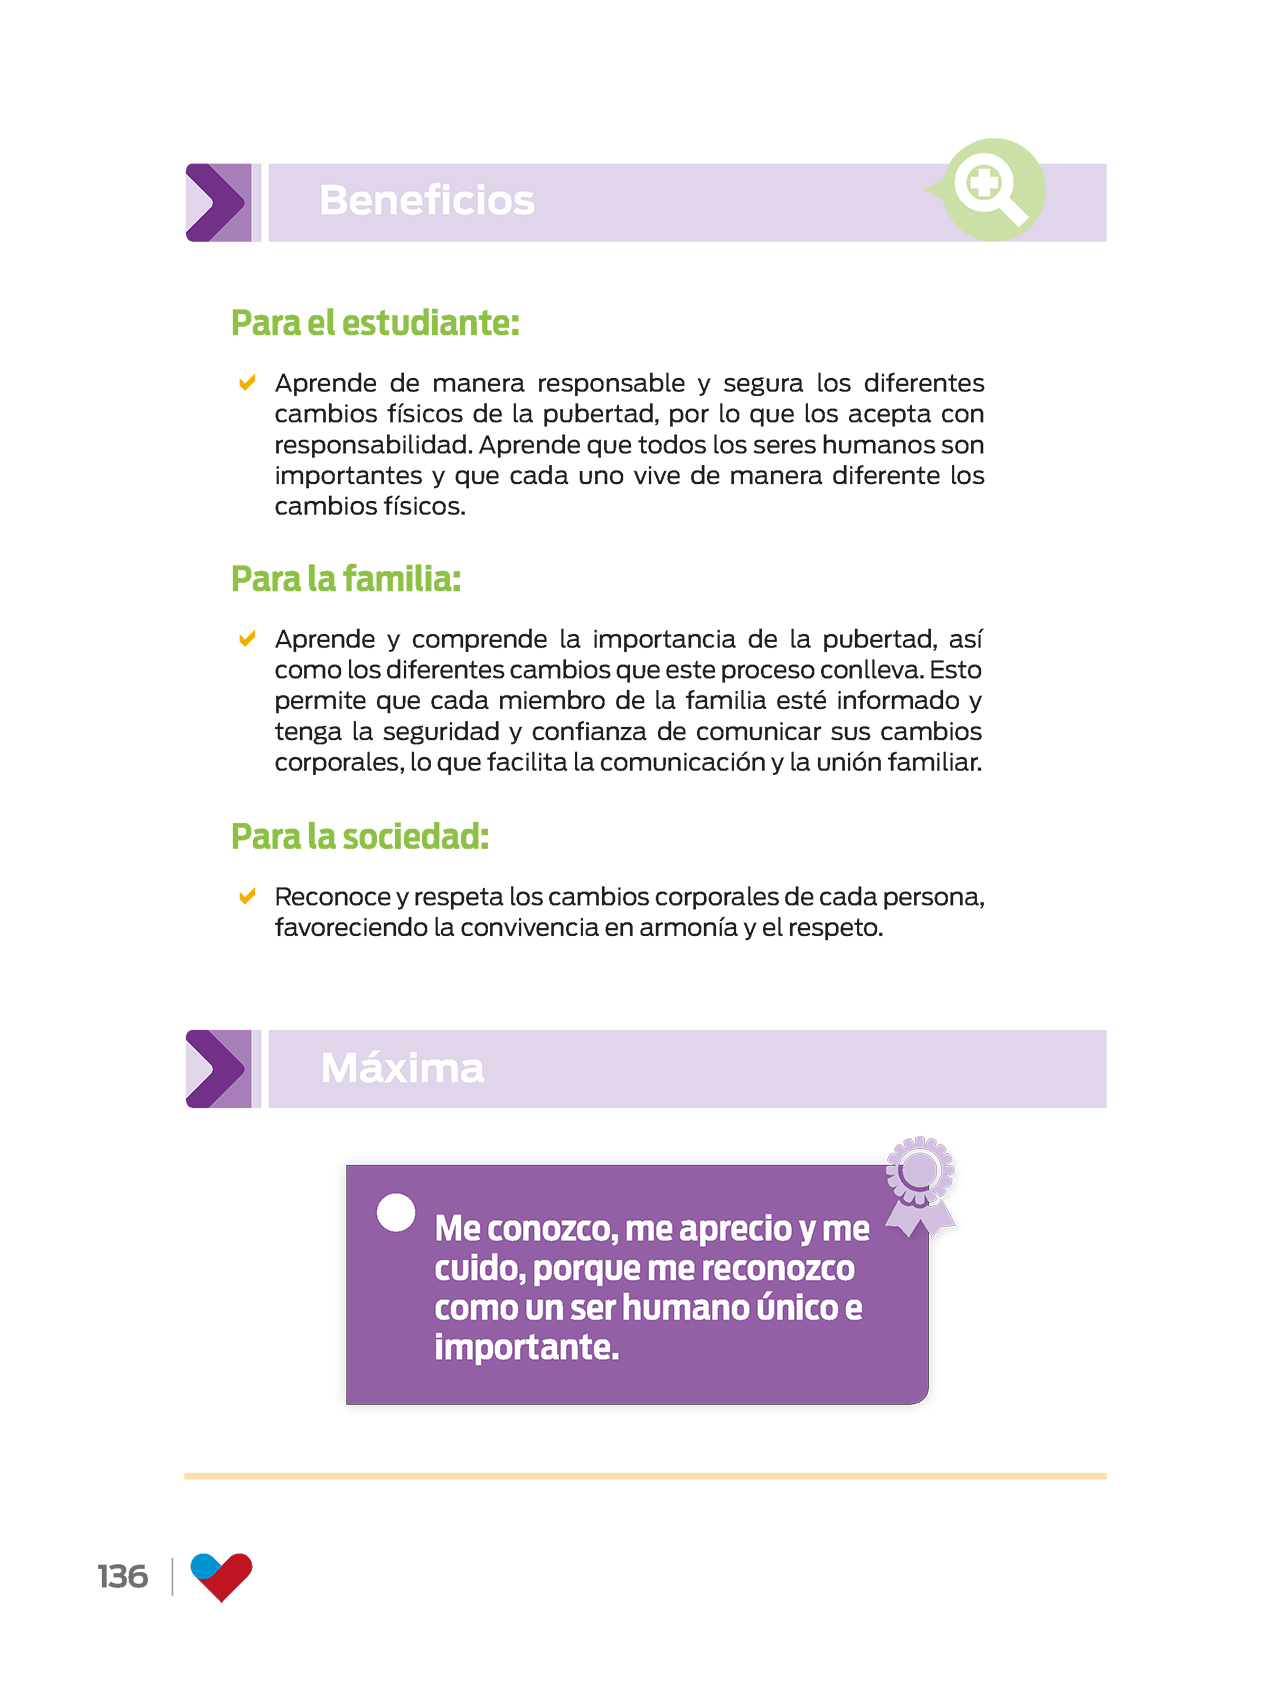 Beneficios
Para el estudiante:
Aprende de manera responsable y segura los diferentes
cambios físicos de la pubertad, por lo que los acepta con
responsabilidad. Aprende que todos los seres humanos son
importantes y que cada uno vive de manera diferente los
cambios físicos.
Para la familia:
Aprende y comprende la importancia de la pubertad, así
como los diferentes cambios que este proceso conlleva. Esto
permite que cada miembro de la familia esté informado y
tenga la seguridad y confianza de comunicar sus cambios
corporales, lo que facilita la comunicación y la unión familiar.
Para la sociedad:
Reconoce y respeta los cambios corporales de cada persona,
favoreciendo la convivencia en armonía y el respeto.
Máxima
Me conozco, me aprecio y me
cuido, porque me reconozco
como un ser humano único e
importante.
136